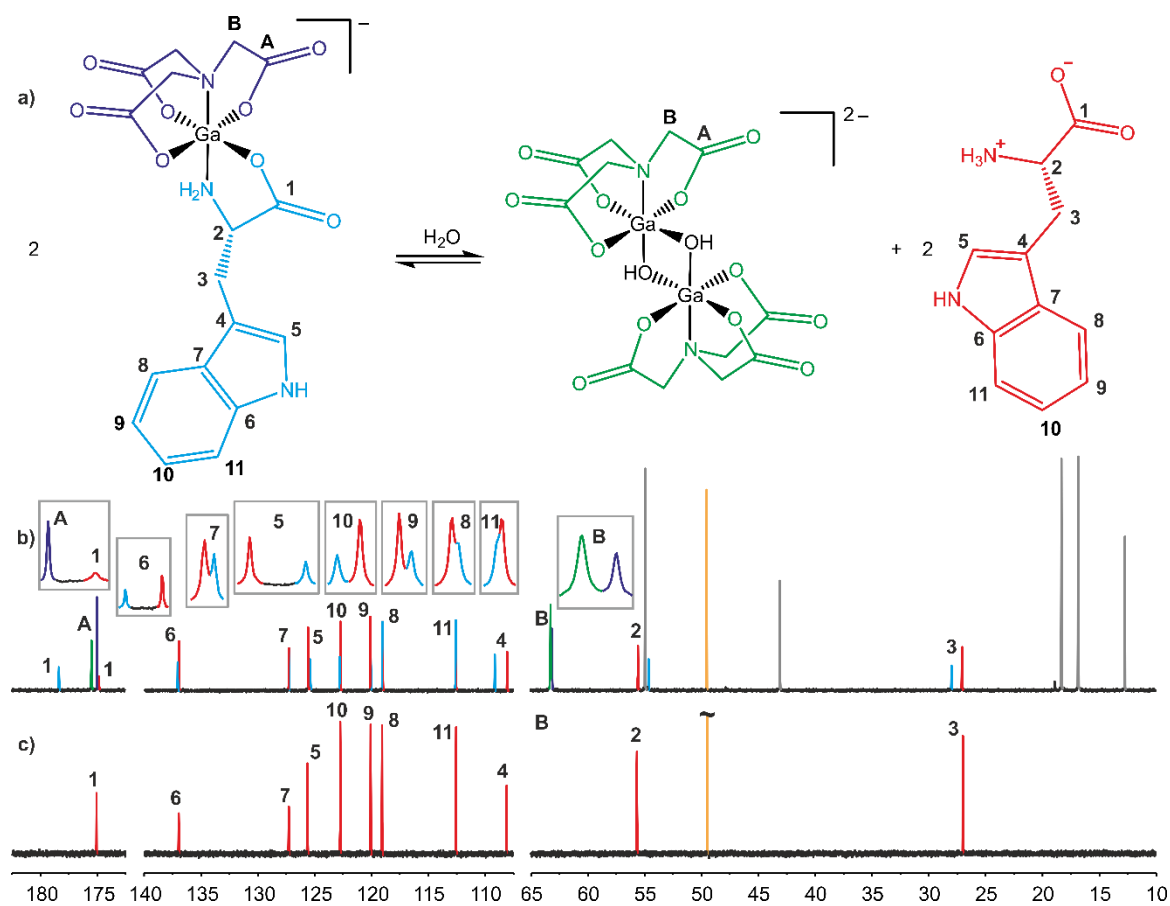 a)
2
B
A
O
O
O
N
O
O
O
Ga
O
O
1
H2N
2
O
3
4
5
8
7
NH
9
6
10
11
−
H2O
B
A
O
O
N
O
O
O
O
Ga
OH
HO
Ga
O
O
O
O
N
O
O
O
2−
+ 2
O−
1
O
H3N+
2
3
5
4
HN
7
8
6
9
11
10
b)
A
1
6
7
5
10
9
8
11
B
1
A
1
6
7
5
10
9
8
11
4
B
2
3
c)
1
6
7
5
10
9
8
11
4
B
~
2
3
180 175 140 135 130 125 120 115 110 65 60 55 50 45 40 35 30 25 20 15 10